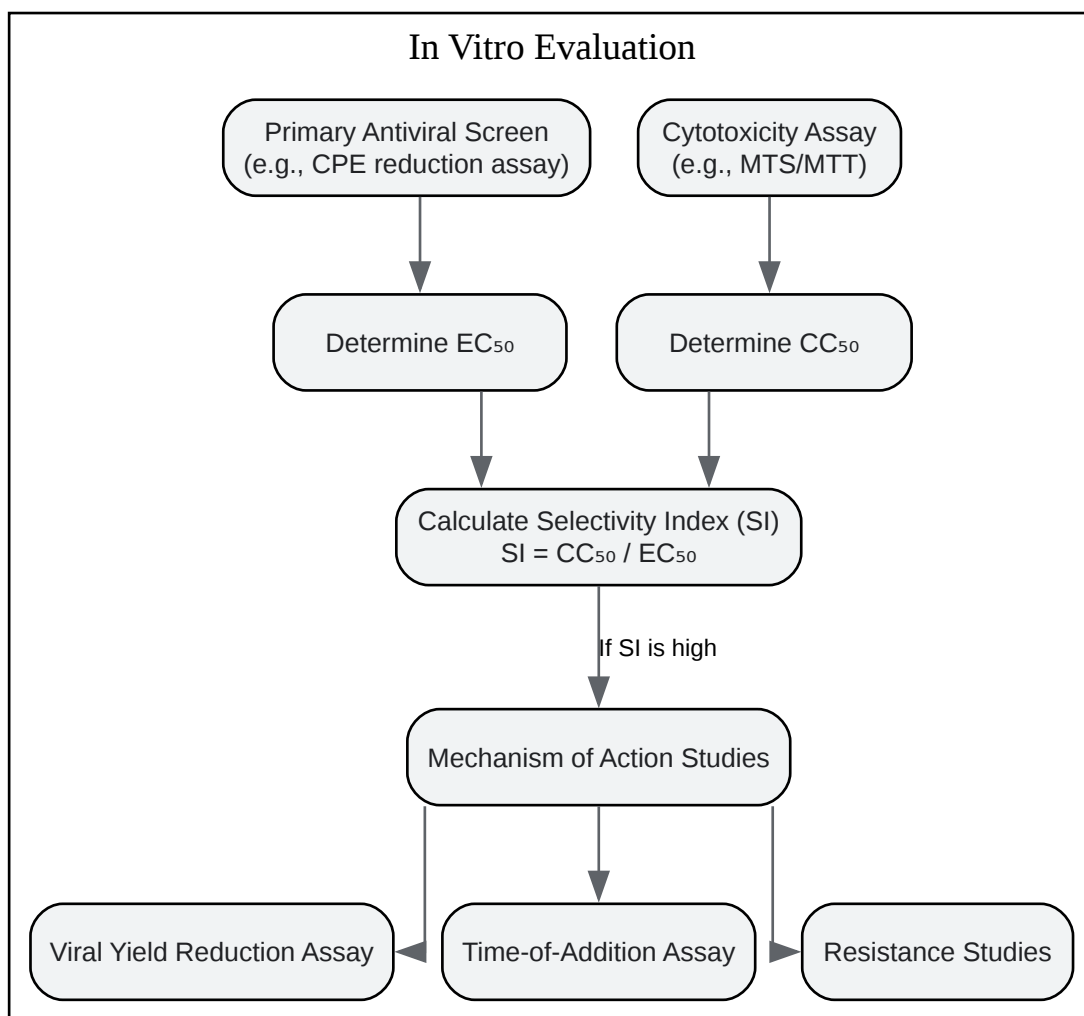 In Vitro Evaluation
Primary Antiviral Screen
(e.g., CPE reduction assay)
Cytotoxicity Assay
(e.g., MTS/MTT)
Determine EC₅₀
Determine CC₅₀
Calculate Selectivity Index (SI)
SI = CC₅₀ / EC₅₀
If SI is high
Mechanism of Action Studies
Viral Yield Reduction Assay
Time-of-Addition Assay
Resistance Studies